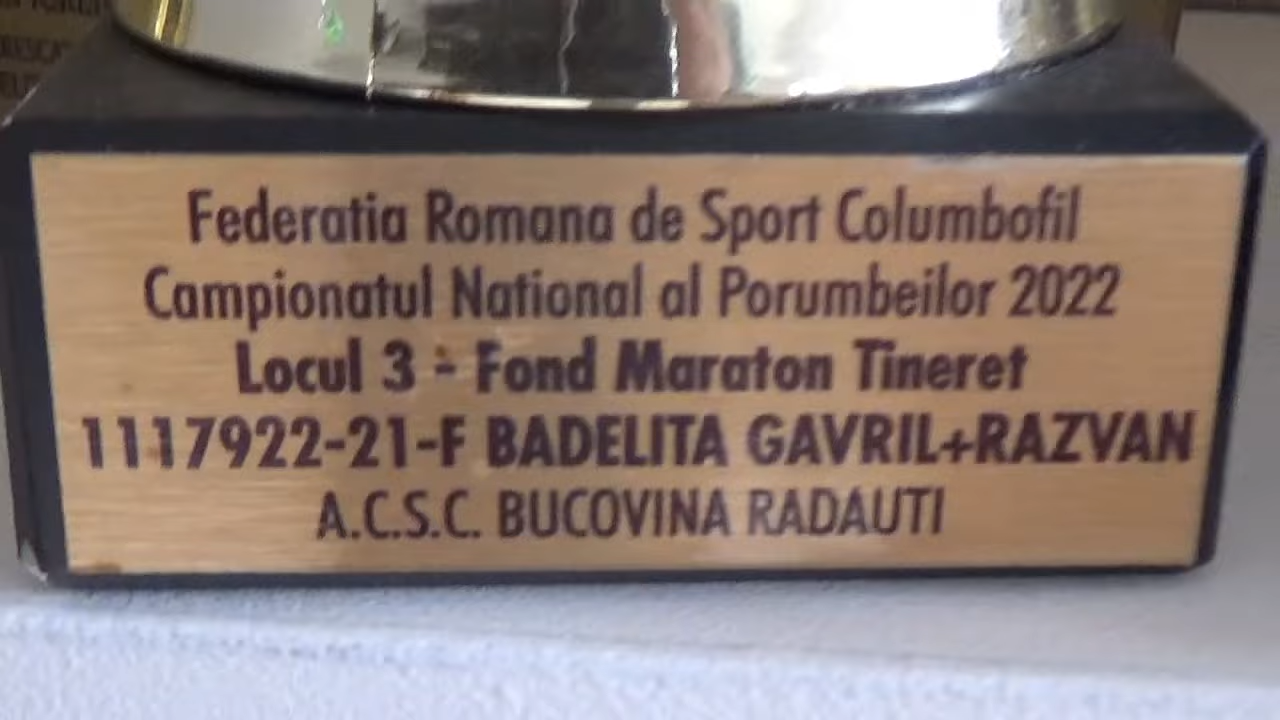 Federatia Romana de Sport Columbofil
Campionatul National al Porumbeilor 2022
Locul 3 - Fond Maraton Tineret
1117922-21-F BADELITA GAVRIL+RAZVAN
A.C.S.C. BUCOVINA RADAUTI